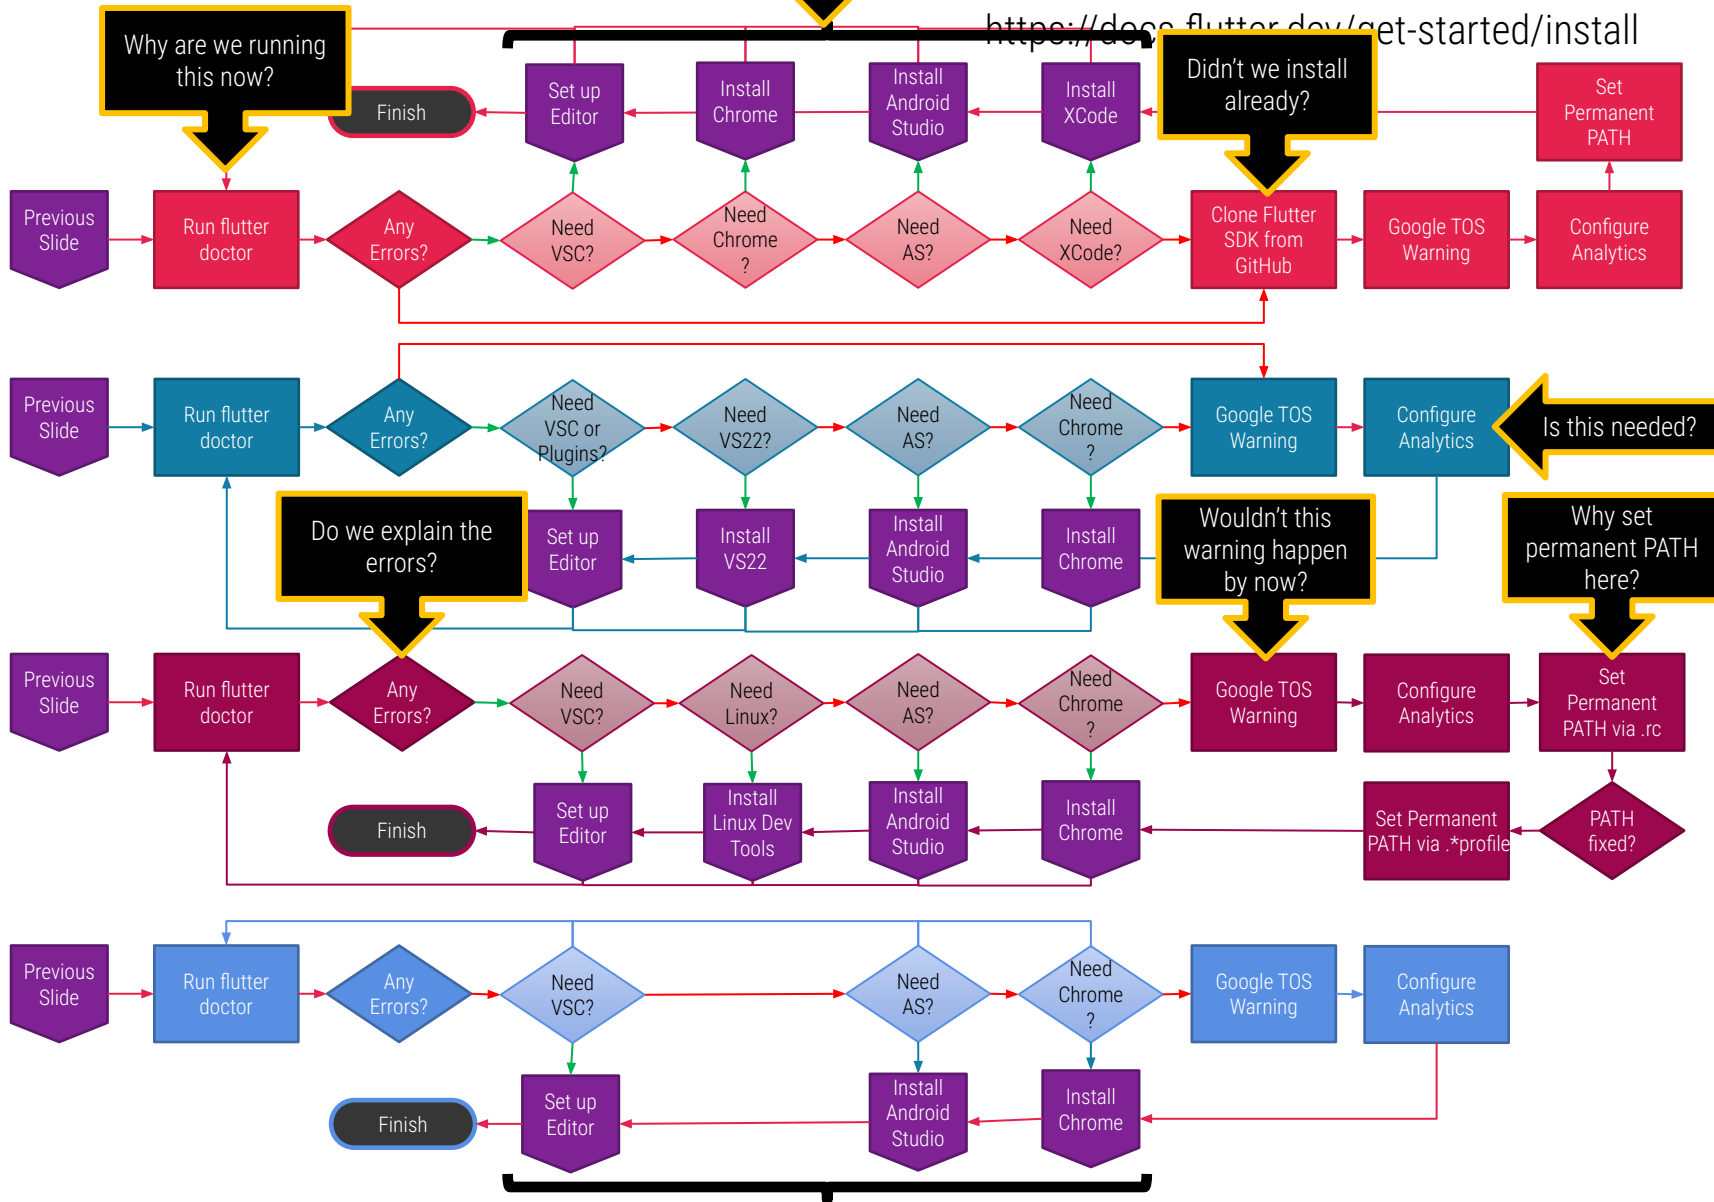 https://docs.flutter.dev/get-started/install
Why are we running
this now?
Didn't we install
already?
Finish
Set up
Editor
Install
Chrome
Install
Android
Studio
Install
XCode
Set
Permanent
PATH
Previous
Slide
Run flutter
doctor
Any
Errors?
Need
VSC?
Need
Chrome
?
Need
AS?
Need
XCode?
Clone Flutter
SDK from
GitHub
Google TOS
Warning
Configure
Analytics
Previous
Slide
Run flutter
doctor
Any
Errors?
Need
VSC or
Plugins?
Need
VS22?
Need
AS?
Need
Chrome
?
Google TOS
Warning
Configure
Analytics
Is this needed?
Do we explain the
errors?
Set up
Editor
Install
VS22
Install
Android
Studio
Install
Chrome
Wouldn't this
warning happen
by now?
Why set
permanent PATH
here?
Previous
Slide
Run flutter
doctor
Any
Errors?
Need
VSC?
Need
Linux?
Need
AS?
Need
Chrome
?
Google TOS
Warning
Configure
Analytics
Set
Permanent
PATH via .rc
Finish
Set up
Editor
Install
Linux Dev
Tools
Install
Android
Studio
Install
Chrome
Set Permanent
PATH via .*profile
PATH
fixed?
Previous
Slide
Run flutter
doctor
Any
Errors?
Need
VSC?
Need
AS?
Need
Chrome
?
Google TOS
Warning
Configure
Analytics
Finish
Set up
Editor
Install
Android
Studio
Install
Chrome